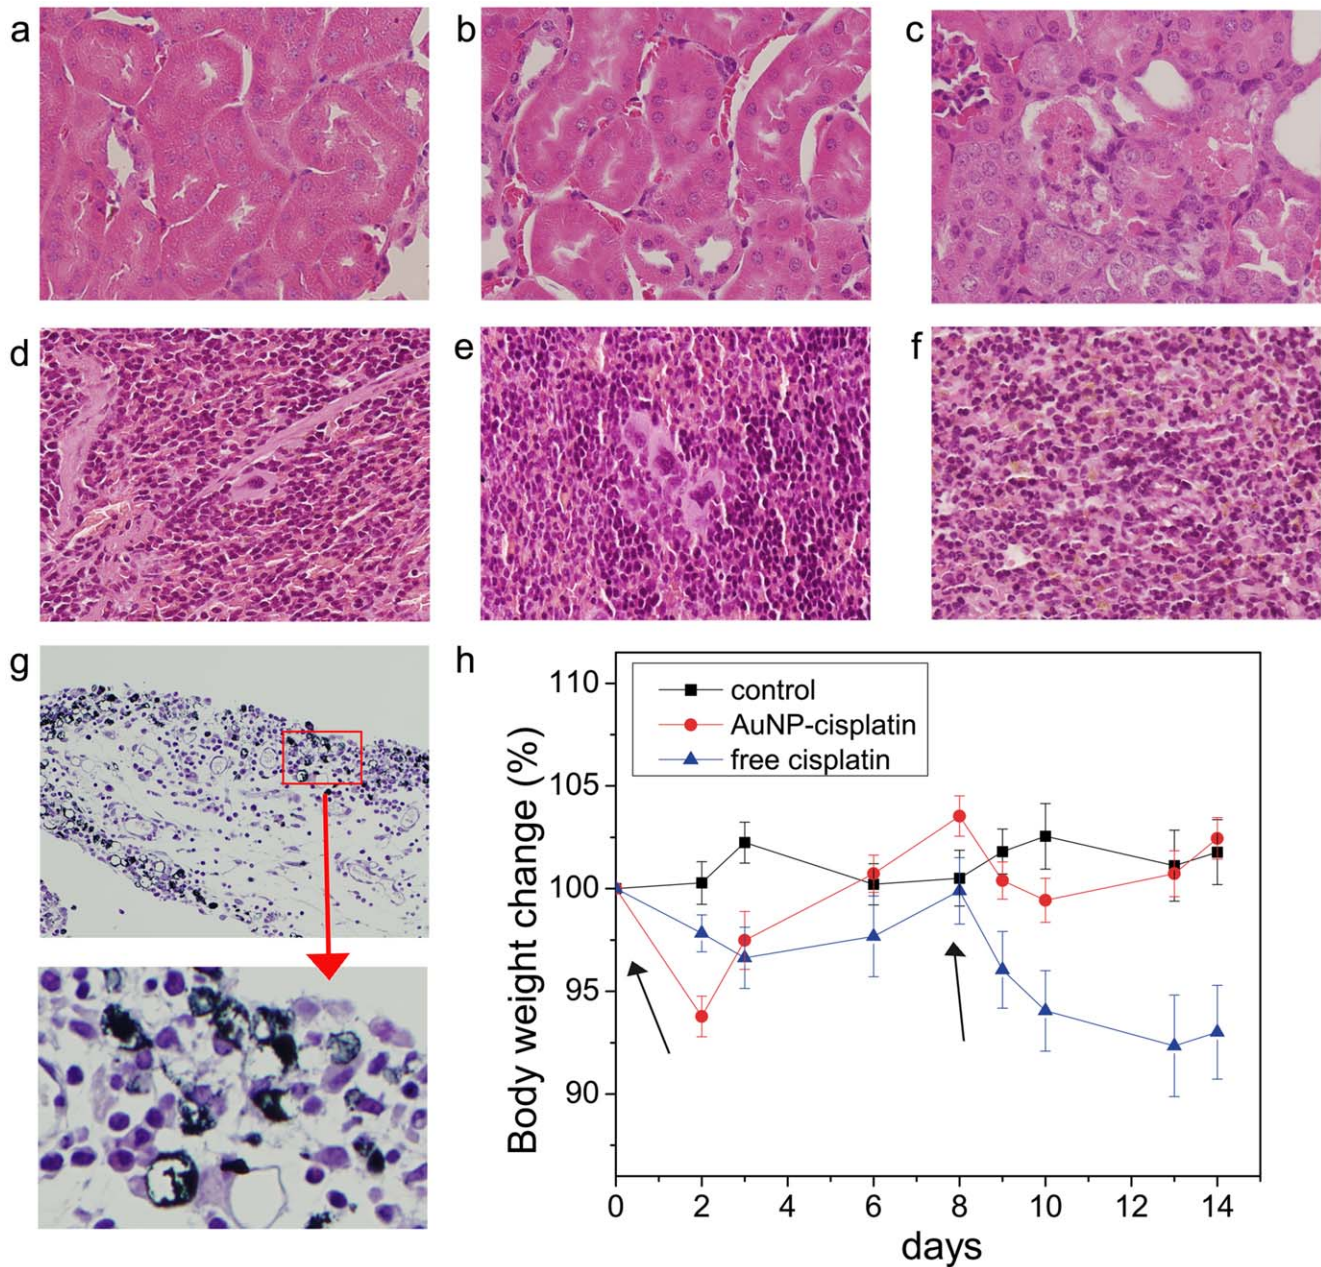 a
b
c
d
e
f
g
h
control
AuNP-cisplatin
free cisplatin
Body weight change (%)
110
105
100
95
90
0 2 4 6 8 10 12 14
days